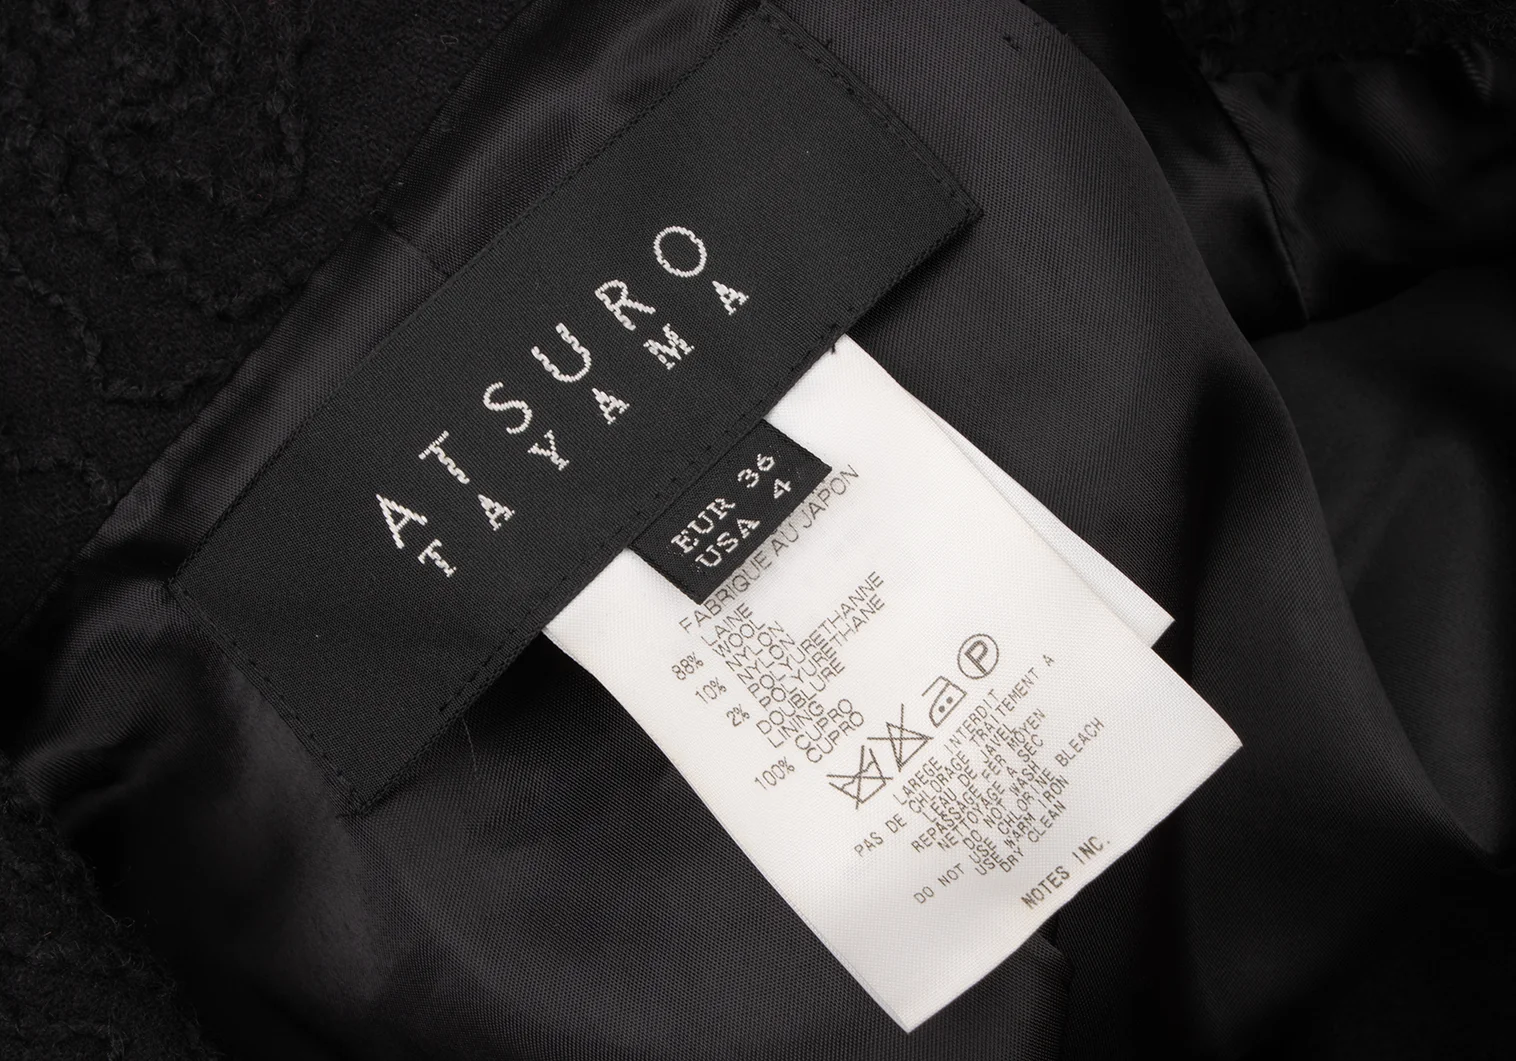 ATSURO
TAYAMA
EUR 36
USA 4
FABRIQUE AU JAPON
LAINE
88% WOOL
NYLON
10% NYLON
POLYURETHANNE
2% POLYURETHANE
DOUBLURE
LINING
CUPRO
100% CUPRO
P
LAREGE INTERDIT
PAS DE CHLORAGE TRAITEMENT A
L'EAU DE JAVEL
REPASSAGE FER MOYEN
NETTOYAGE A SEC
DO NOT WASH
DO NOT USE CHLORINE BLEACH
USE WARM IRON
DRY CLEAN
NOTES INC.